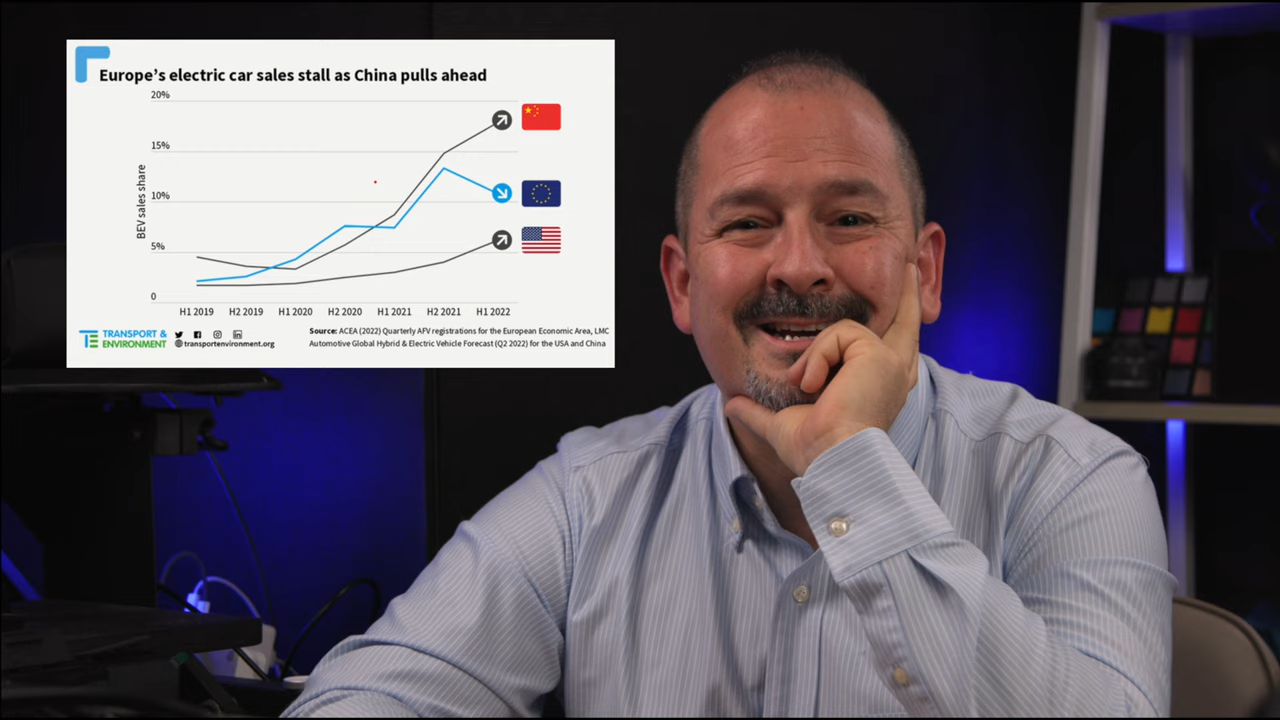 Europe's electric car sales stall as China pulls ahead
20%
15%
10%
5%
0
BEV sales share
H1 2019 H2 2019 H1 2020 H2 2020 H1 2021 H2 2021 H1 2022
TRANSPORT &
ENVIRONMENT
transportenvironment.org
Source: ACEA (2022) Quarterly AFV registrations for the European Economic Area, LMC
Automotive Global Hybrid & Electric Vehicle Forecast (Q2 2022) for the USA and China